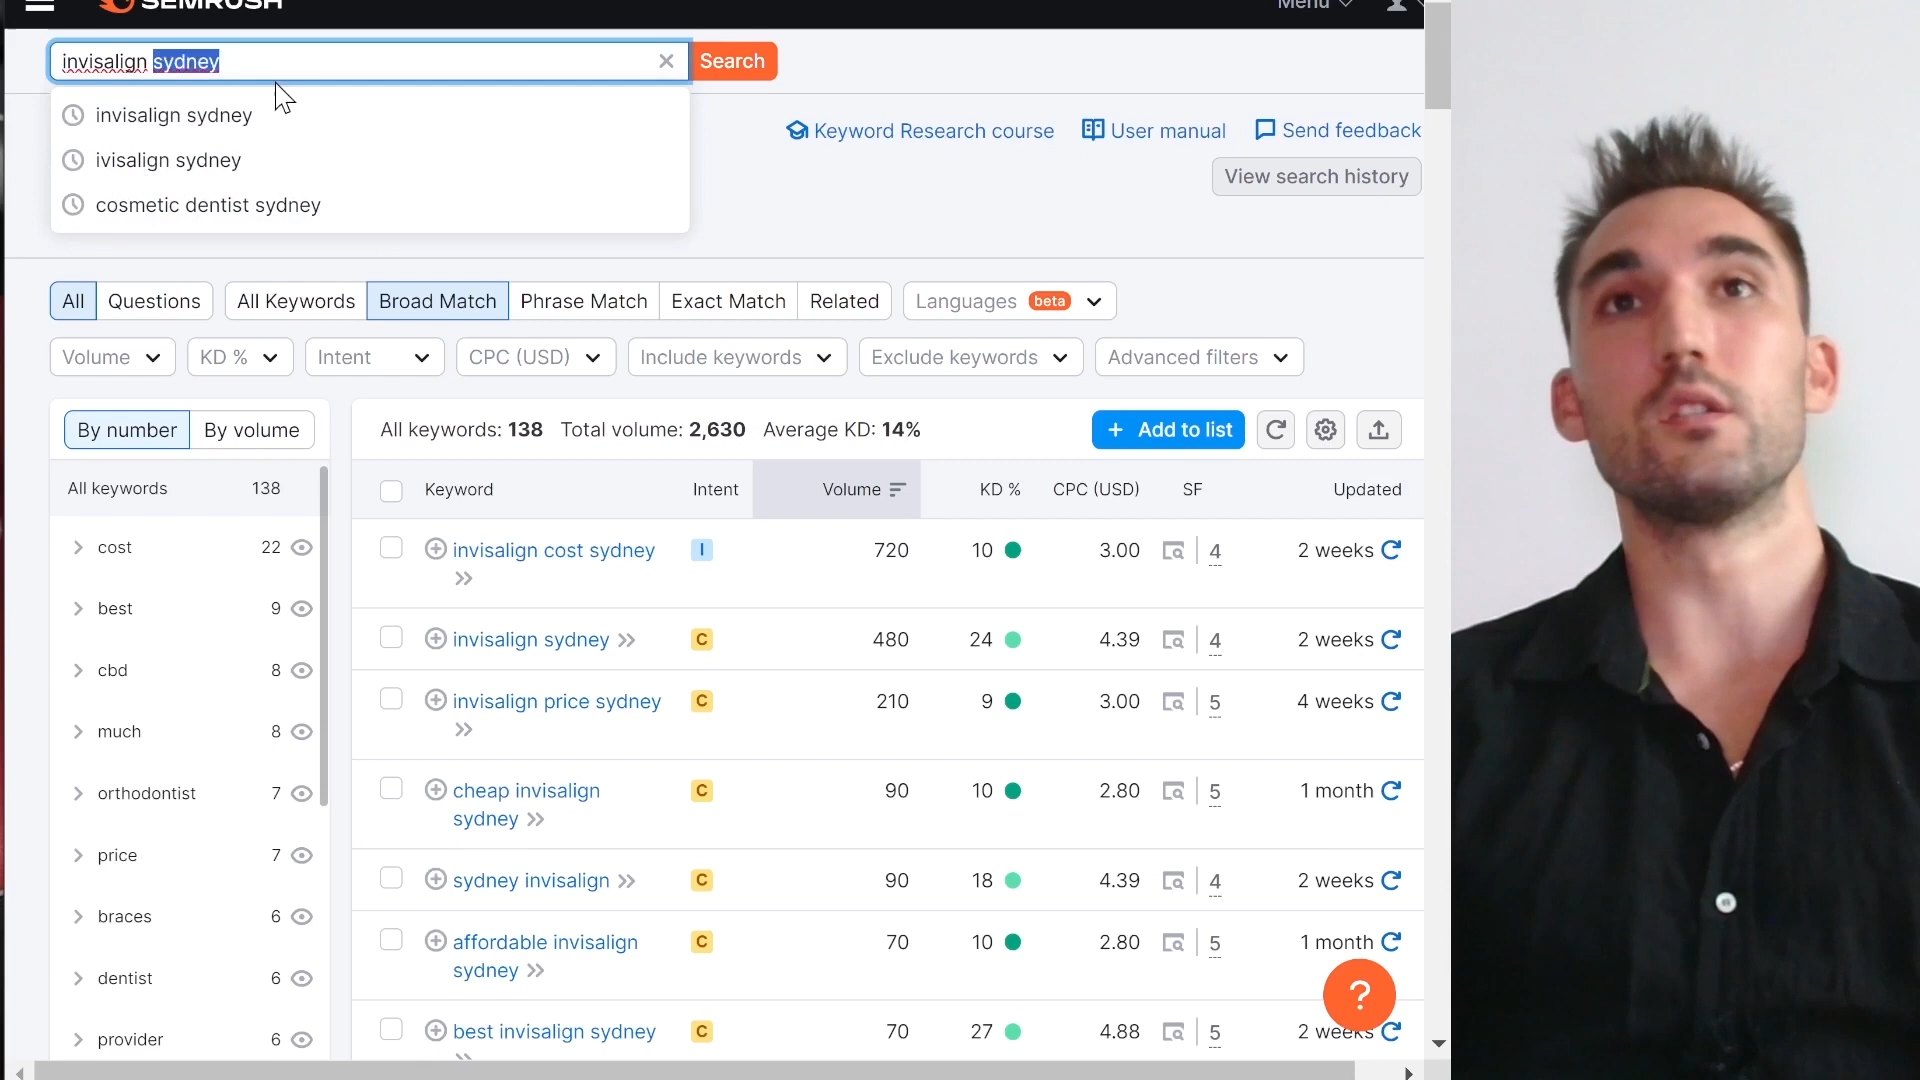 SEMRUSH
Menu
invisalign sydney
Search
invisalign sydney
ivisalign sydney
cosmetic dentist sydney
Keyword Research course
User manual
Send feedback
View search history
All
Questions
All Keywords
Broad Match
Phrase Match
Exact Match
Related
Languages beta
Volume
KD %
Intent
CPC (USD)
Include keywords
Exclude keywords
Advanced filters
By number
By volume
All keywords: 138 Total volume: 2,630 Average KD: 14%
+ Add to list
All keywords 138
cost 22
best 9
cbd 8
much 8
orthodontist 7
price 7
braces 6
dentist 6
provider 6
Keyword Intent Volume KD % CPC (USD) SF Updated
invisalign cost sydney I 720 10 3.00 4 2 weeks
invisalign sydney C 480 24 4.39 4 2 weeks
invisalign price sydney C 210 9 3.00 5 4 weeks
cheap invisalign C 90 10 2.80 5 1 month
sydney
sydney invisalign C 90 18 4.39 4 2 weeks
affordable invisalign C 70 10 2.80 5 1 month
sydney
best invisalign sydney C 70 27 4.88 5 2 weeks
?